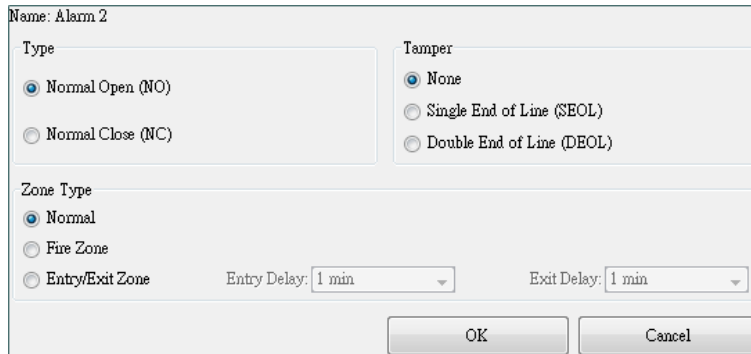 Name: Alarm 2
Type
Normal Open (NO)
Normal Close (NC)
Tamper
None
Single End of Line (SEOL)
Double End of Line (DEOL)
Zone Type
Normal
Fire Zone
Entry/Exit Zone Entry Delay: 1 min Exit Delay: 1 min
OK Cancel